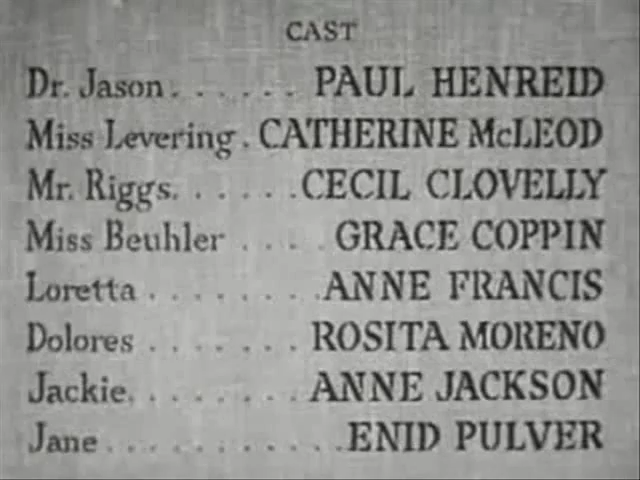 CAST
Dr. Jason . . . . . . PAUL HENREID
Miss Levering . CATHERINE McLEOD
Mr. Riggs . . . . . . CECIL CLOVELLY
Miss Beuhler . . . . GRACE COPPIN
Loretta . . . . . . . . ANNE FRANCIS
Dolores . . . . . . . ROSITA MORENO
Jackie . . . . . . . . ANNE JACKSON
Jane . . . . . . . . . . . ENID PULVER